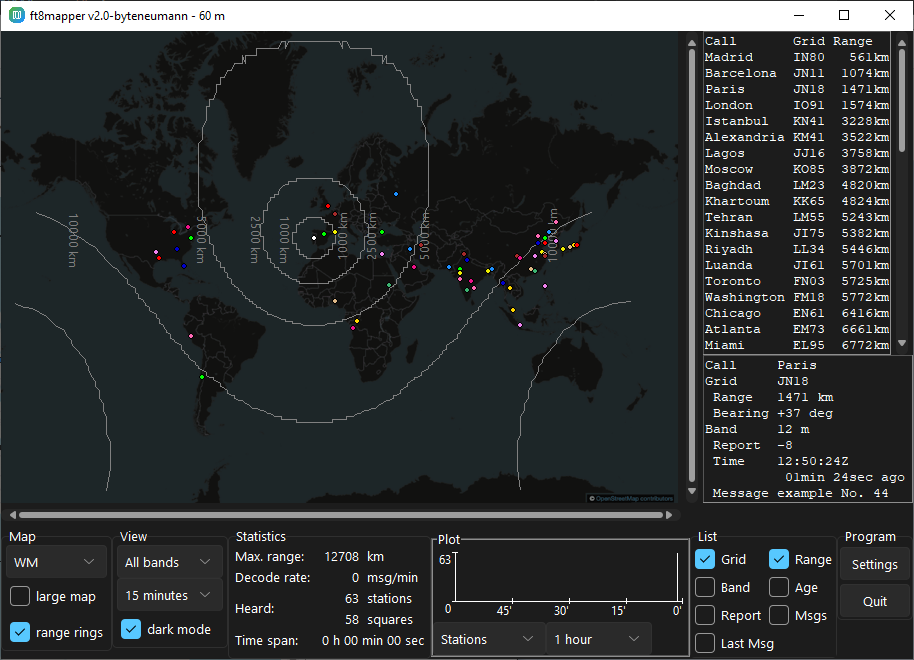 ft8mapper v2.0-byteneumann - 60 m
10000 km
5000 km
2500 km
1000 km
1000 km
2500 km
5000 km
10000 km
© OpenStreetMap contributors
Call Grid Range
Madrid IN80 561km
Barcelona JN11 1074km
Paris JN18 1471km
London IO91 1574km
Istanbul KN41 3228km
Alexandria KM41 3522km
Lagos JJ16 3758km
Moscow KO85 3872km
Baghdad LM23 4820km
Khartoum KK65 4824km
Tehran LM55 5243km
Kinshasa JI75 5382km
Riyadh LL34 5446km
Luanda JI61 5701km
Toronto FN03 5725km
Washington FM18 5772km
Chicago EN61 6416km
Atlanta EM73 6661km
Miami EL95 6772km
Call Paris
Grid JN18
Range 1471 km
Bearing +37 deg
Band 12 m
Report -8
Time 12:50:24Z
01min 24sec ago
Message example No. 44
Map
WM
large map
range rings
View
All bands
15 minutes
dark mode
Statistics
Max. range: 12708 km
Decode rate: 0 msg/min
Heard: 63 stations
58 squares
Time span: 0 h 00 min 00 sec
Plot
63
0 45' 30' 15' 0'
Stations 1 hour
List
Grid Range
Band Age
Report Msgs
Last Msg
Program
Settings
Quit